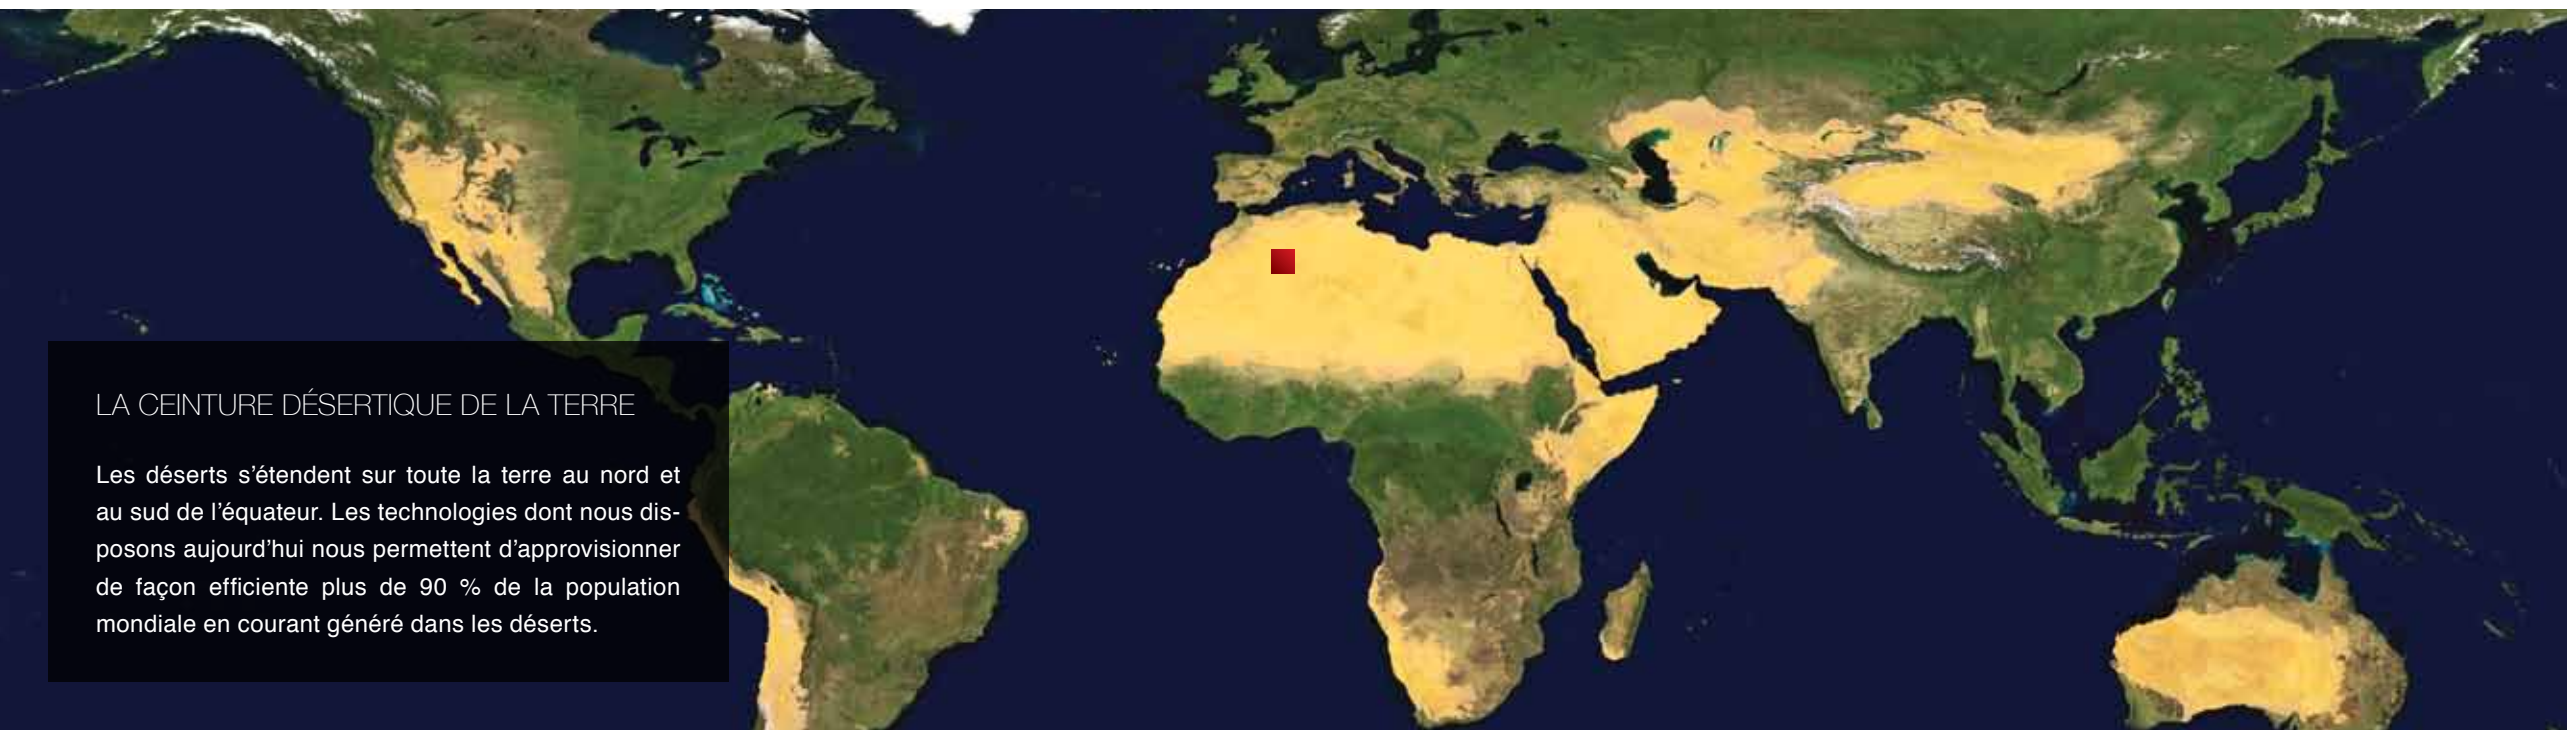 LA CEINTURE DÉSERTIQUE DE LA TERRE
Les déserts s’étendent sur toute la terre au nord et
au sud de l’équateur. Les technologies dont nous dis-
posons aujourd’hui nous permettent d’approvisionner
de façon efficiente plus de 90 % de la population
mondiale en courant généré dans les déserts.